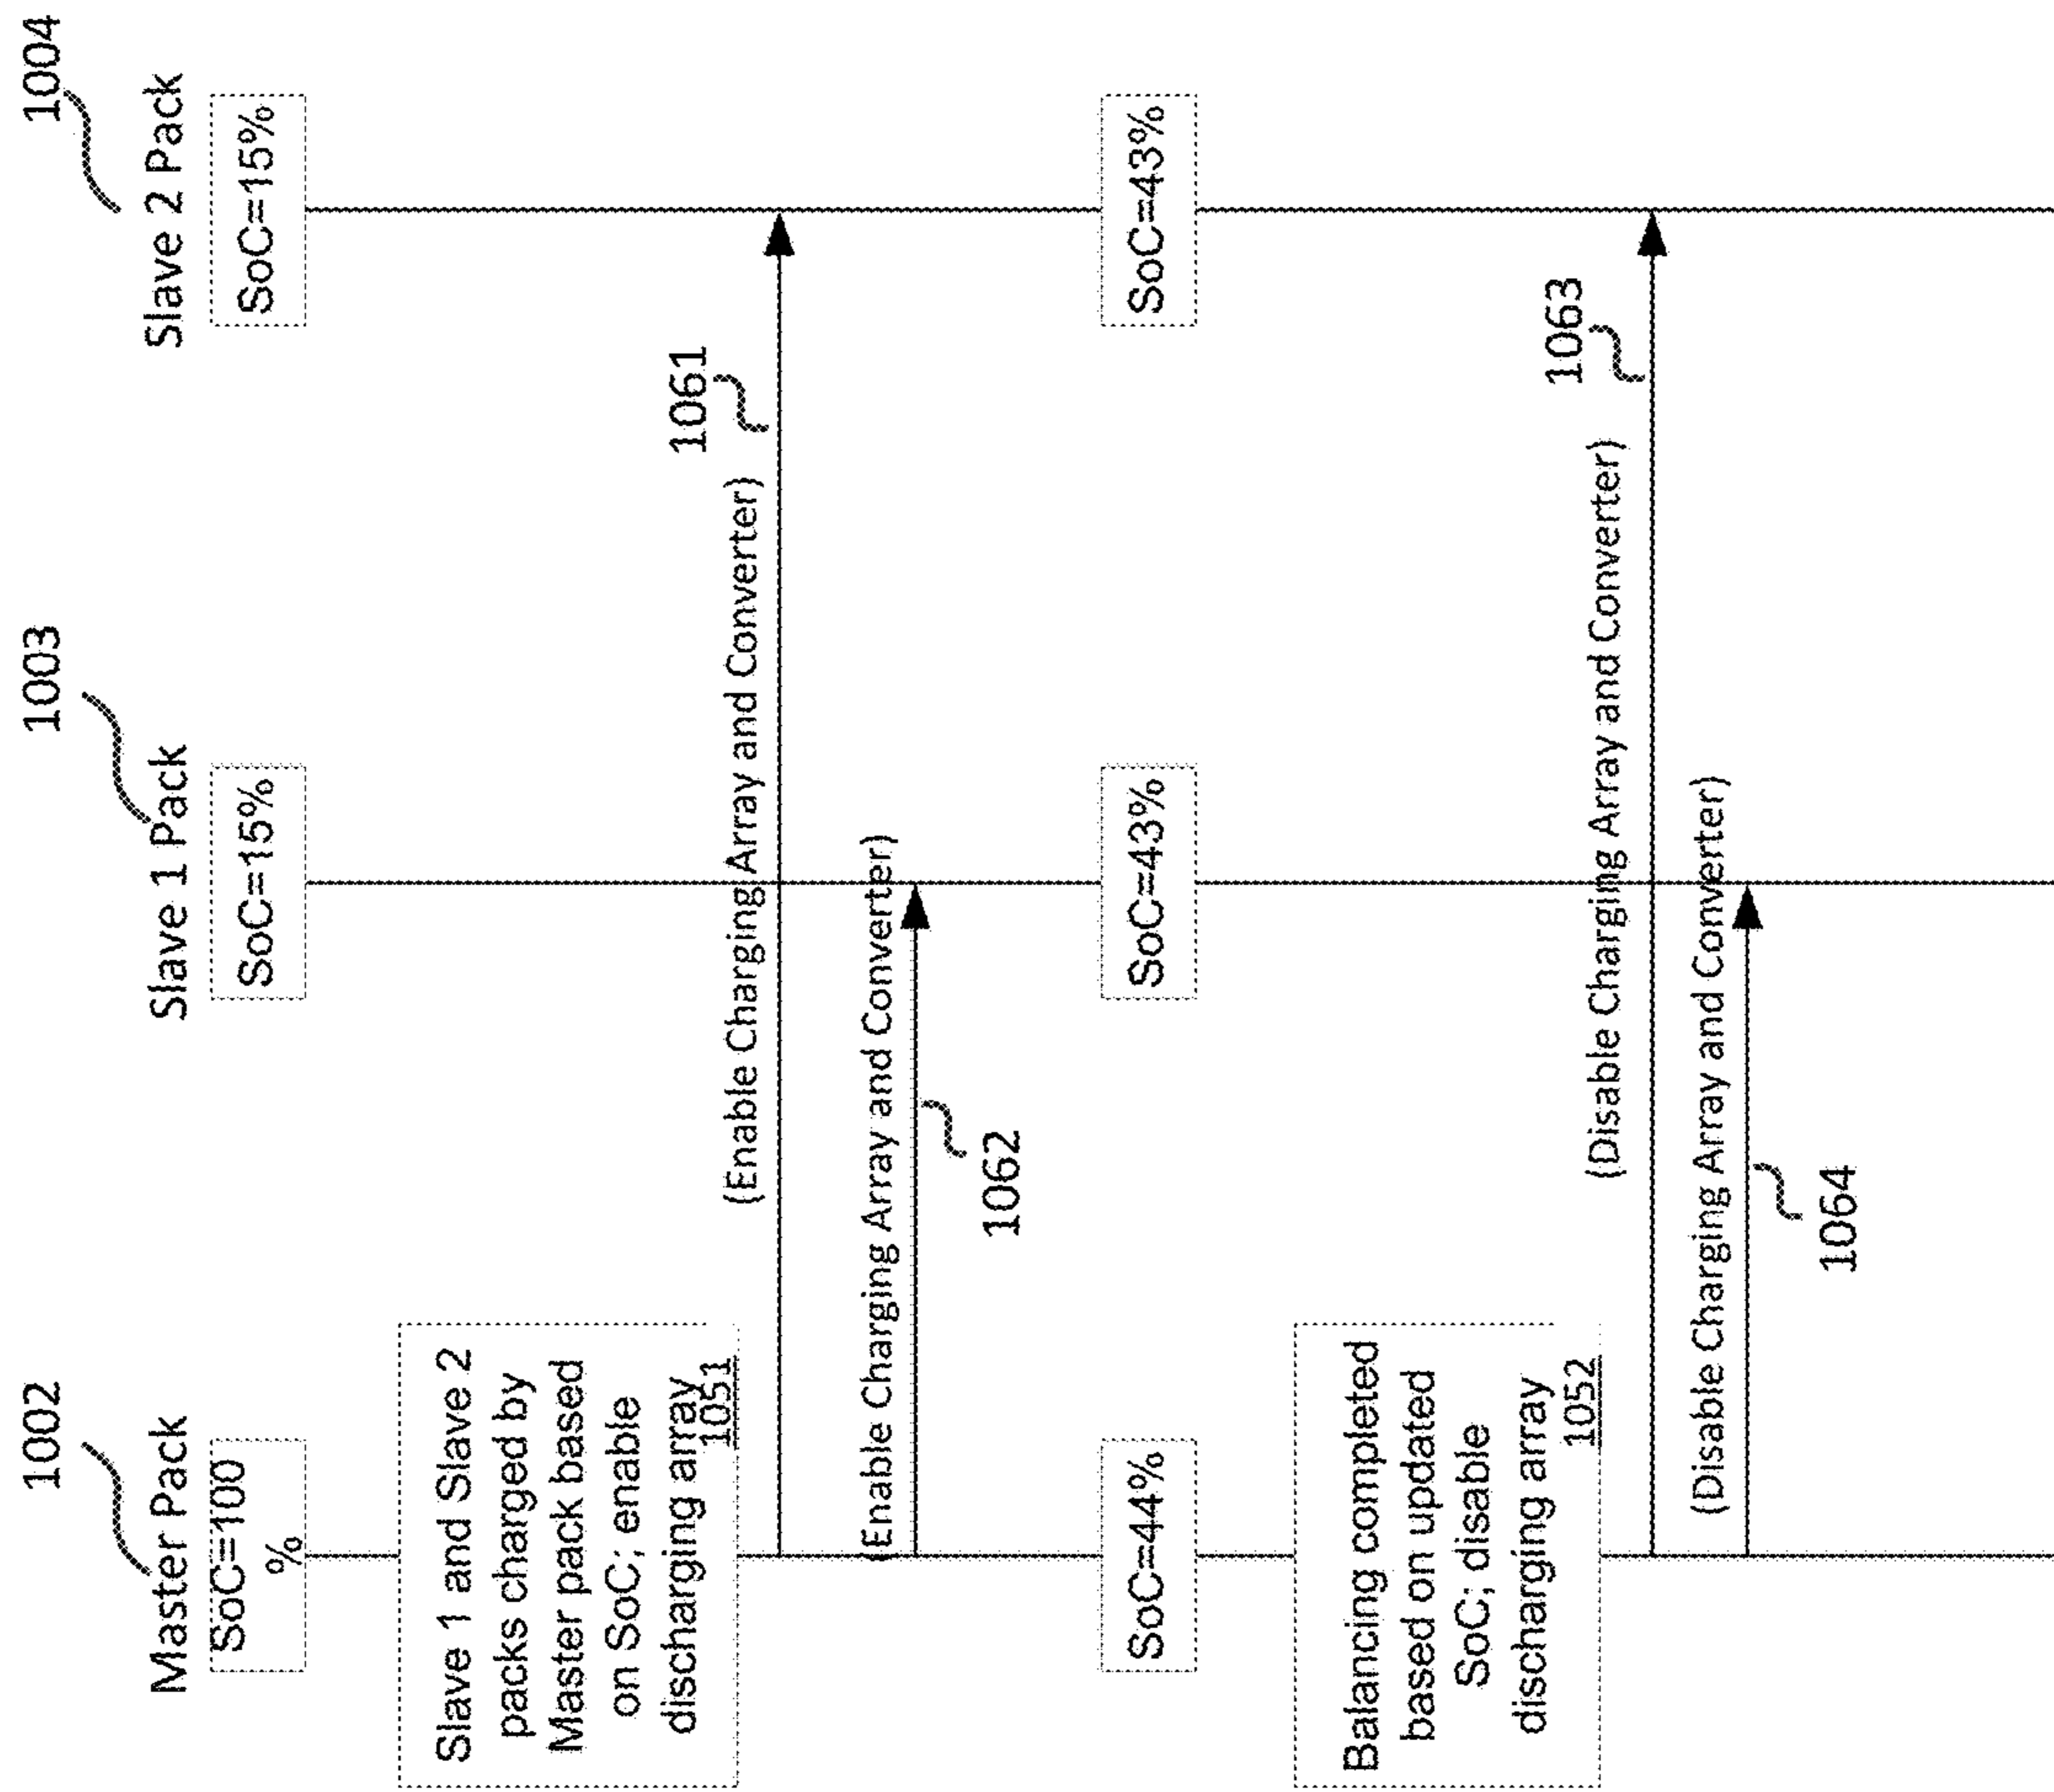 1002
1003
1004
Master Pack
Slave 1 Pack
Slave 2 Pack
SoC=100
%
SoC=15%
SoC=15%
Slave 1 and Slave 2
packs charged by
Master pack based
on SoC; enable
discharging array
1051
1061
(Enable Charging Array and Converter)
(Enable Charging Array and Converter)
1062
SoC=44%
SoC=43%
SoC=43%
Balancing completed
based on updated
SoC; disable
discharging array
1052
1063
(Disable Charging Array and Converter)
(Disable Charging Array and Converter)
1064